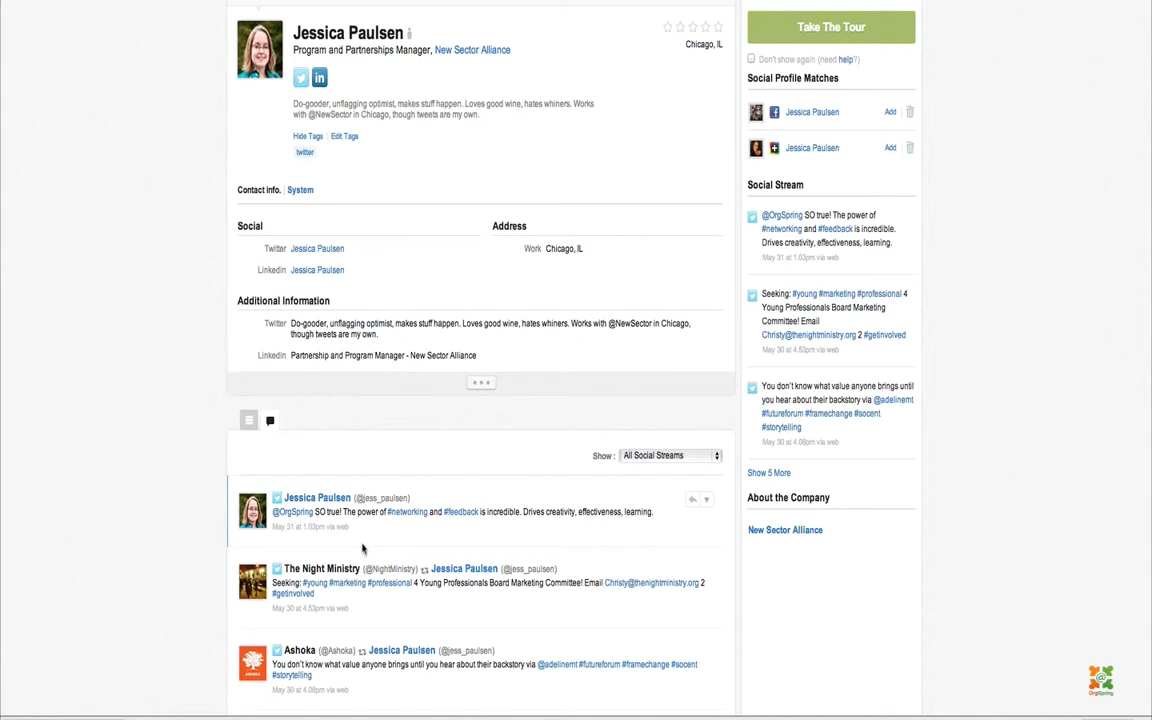 Jessica Paulsen
Program and Partnerships Manager, New Sector Alliance
Chicago, IL
in
Do-gooder, unflagging optimist, makes stuff happen. Loves good wine, hates whiners. Works
with @NewSector in Chicago, though tweets are my own.
Hide Tags Edit Tags
twitter
Contact info. System
Social
Twitter Jessica Paulsen
Linkedin Jessica Paulsen
Address
Work Chicago, IL
Additional Information
Twitter Do-gooder, unflagging optimist, makes stuff happen. Loves good wine, hates whiners. Works with @NewSector in Chicago,
though tweets are my own.
Linkedin Partnership and Program Manager - New Sector Alliance
Show : All Social Streams
Jessica Paulsen (@jess_paulsen)
@OrgSpring SO true! The power of #networking and #feedback is incredible. Drives creativity, effectiveness, learning.
May 31 at 1.03pm via web
The Night Ministry (@NightMinistry) Jessica Paulsen (@jess_paulsen)
Seeking: #young #marketing #professional 4 Young Professionals Board Marketing Committee! Email Christy@thenightministry.org 2
#getinvolved
May 30 at 4.53pm via web
ASHOKA
Ashoka (@Ashoka) Jessica Paulsen (@jess_paulsen)
You don't know what value anyone brings until you hear about their backstory via @adelinemt #futureforum #framechange #socent
#storytelling
May 30 at 4.08pm via web
Take The Tour
Don't show again (need help?)
Social Profile Matches
Jessica Paulsen Add
Jessica Paulsen Add
Social Stream
@OrgSpring SO true! The power of
#networking and #feedback is incredible.
Drives creativity, effectiveness, learning.
May 31 at 1.03pm via web
Seeking: #young #marketing #professional 4
Young Professionals Board Marketing
Committee! Email
Christy@thenightministry.org 2 #getinvolved
May 30 at 4.53pm via web
You don't know what value anyone brings until
you hear about their backstory via @adelinemt
#futureforum #framechange #socent
#storytelling
May 30 at 4.08pm via web
Show 5 More
About the Company
New Sector Alliance
@
OrgSpring